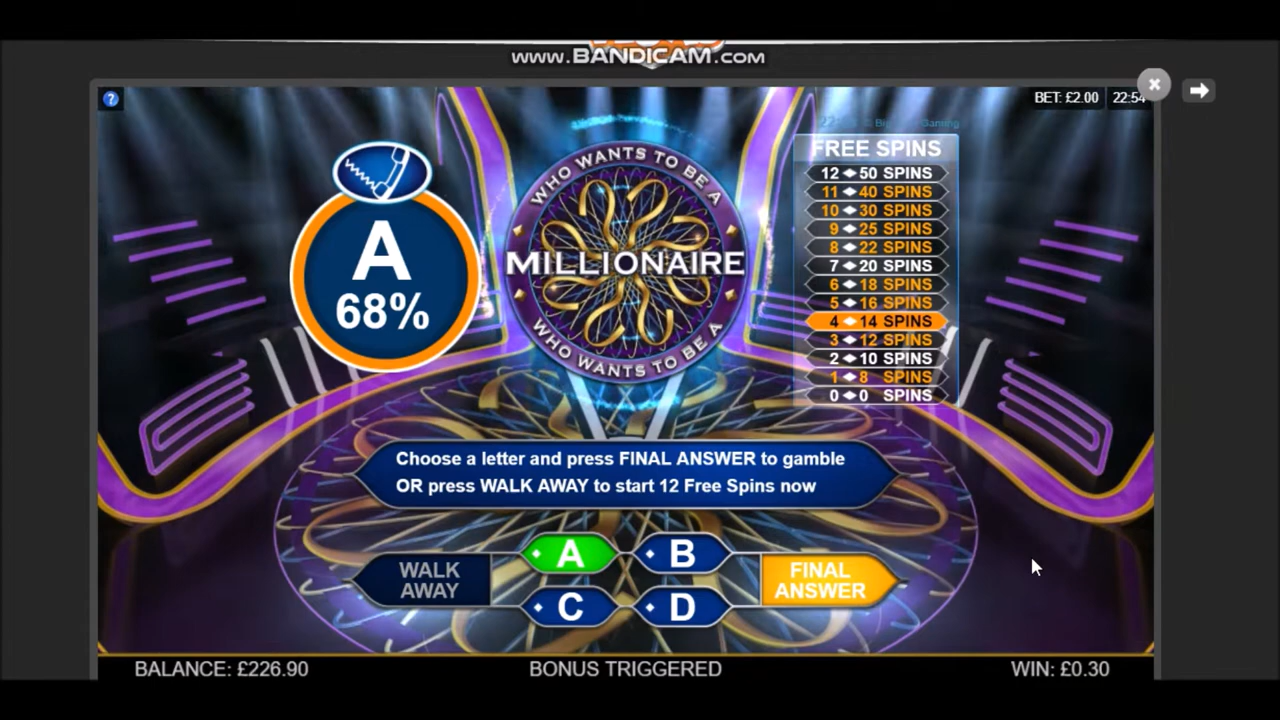 www.BANDICAM.com
?
BET: £2.00
22:54
Gaming
FREE SPINS
12 50 SPINS
11 40 SPINS
10 30 SPINS
9 25 SPINS
8 22 SPINS
7 20 SPINS
6 18 SPINS
5 16 SPINS
4 14 SPINS
3 12 SPINS
2 10 SPINS
1 8 SPINS
0 0 SPINS
A
68%
WHO WANTS TO BE A
MILLIONAIRE
WHO WANTS TO BE A
Choose a letter and press FINAL ANSWER to gamble
OR press WALK AWAY to start 12 Free Spins now
WALK
AWAY
A
B
C
D
FINAL
ANSWER
BALANCE: £226.90
BONUS TRIGGERED
WIN: £0.30